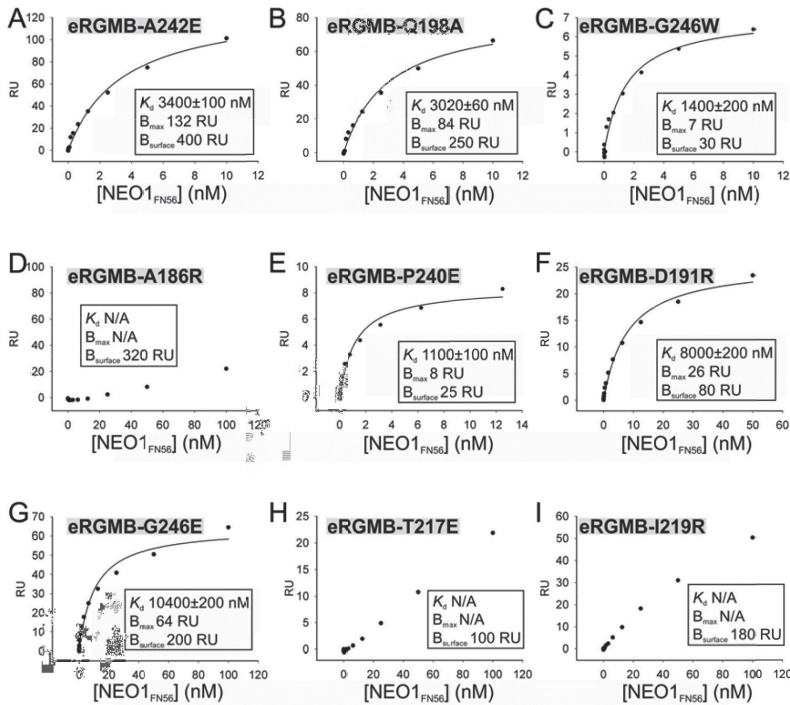 A eRGMB-A242E
120
100
80
60
40
20
0
RU
Kd 3400±100 nM
Bmax 132 RU
Bsurface 400 RU
0 2 4 6 8 10 12
[NEO1FN56] (nM)
B eRGMB-Q198A
80
60
40
20
0
RU
Kd 3020±60 nM
Bmax 84 RU
Bsurface 250 RU
0 2 4 6 8 10 12
[NEO1FN56] (nM)
C eRGMB-G246W
7
6
5
4
3
2
1
0
RU
Kd 1400±200 nM
Bmax 7 RU
Bsurface 30 RU
0 2 4 6 8 10 12
[NEO1FN56] (nM)
D eRGMB-A186R
100
80
60
40
20
0
RU
Kd N/A
Bmax N/A
Bsurface 320 RU
0 20 40 60 80 100 120
[NEO1FN56] (nM)
E eRGMB-P240E
10
8
6
4
2
0
RU
Kd 1100±100 nM
Bmax 8 RU
Bsurface 25 RU
0 2 4 6 8 10 12 14
[NEO1FN56] (nM)
F eRGMB-D191R
25
20
15
10
5
0
RU
Kd 8000±200 nM
Bmax 26 RU
Bsurface 80 RU
0 10 20 30 40 50 60
[NEO1FN56] (nM)
G eRGMB-G246E
70
60
50
40
30
20
10
0
RU
Kd 10400±200 nM
Bmax 64 RU
Bsurface 200 RU
0 20 40 60 80 100
[NEO1FN56] (nM)
H eRGMB-T217E
25
20
15
10
5
0
RU
Kd N/A
Bmax N/A
Bsurface 100 RU
0 20 40 60 80 100 120
[NEO1FN56] (nM)
I eRGMB-I219R
60
50
40
30
20
10
0
RU
Kd N/A
Bmax N/A
Bsurface 180 RU
0 20 40 60 80 100 120
[NEO1FN56] (nM)